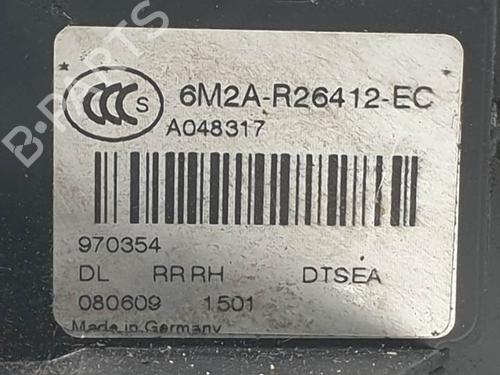 B-PARTS
CCC S 6M2A-R26412-EC
A048317
970354
DL RR RH DTSEA
080609 1501
Made in Germany